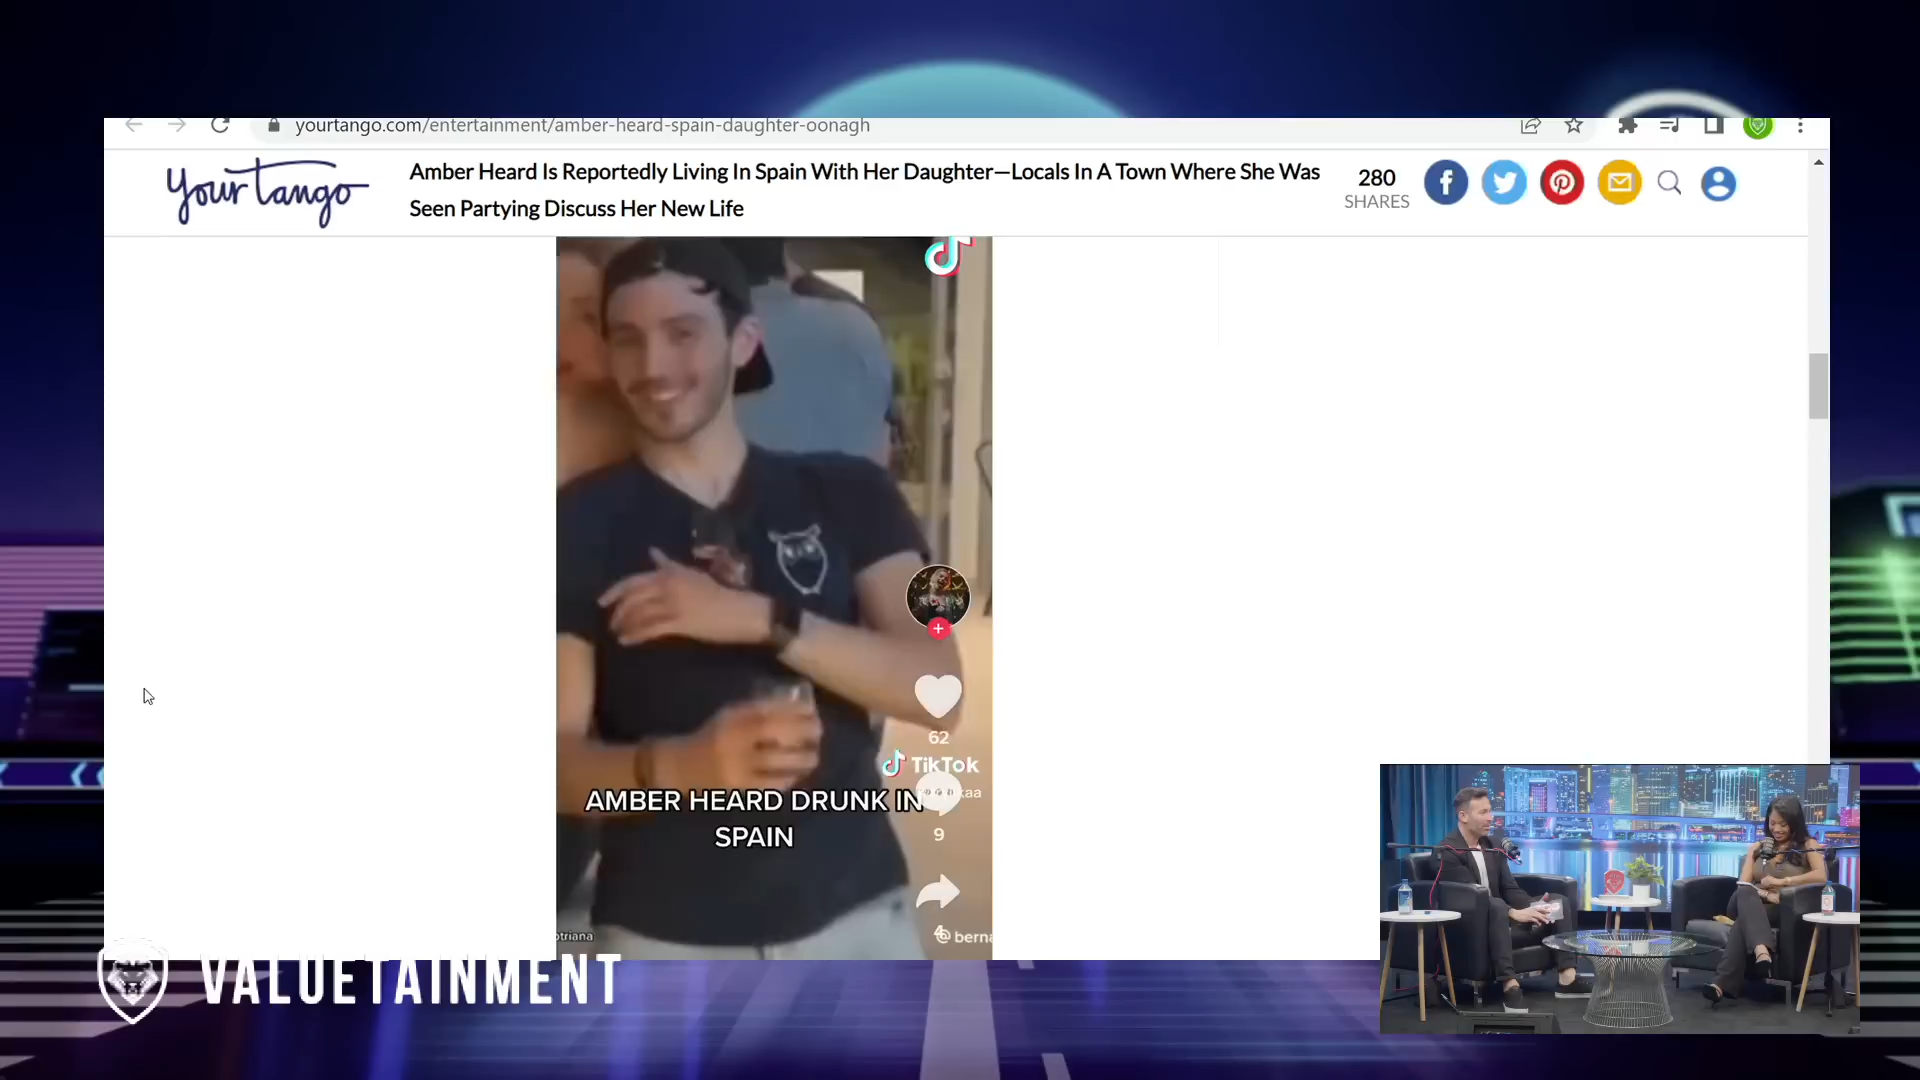 yourtango.com/entertainment/amber-heard-spain-daughter-oonagh
YourTango
Amber Heard Is Reportedly Living In Spain With Her Daughter—Locals In A Town Where She Was
Seen Partying Discuss Her New Life
280
SHARES
62
TikTok
AMBER HEARD DRUNK IN
SPAIN
9
VALUETAINMENT